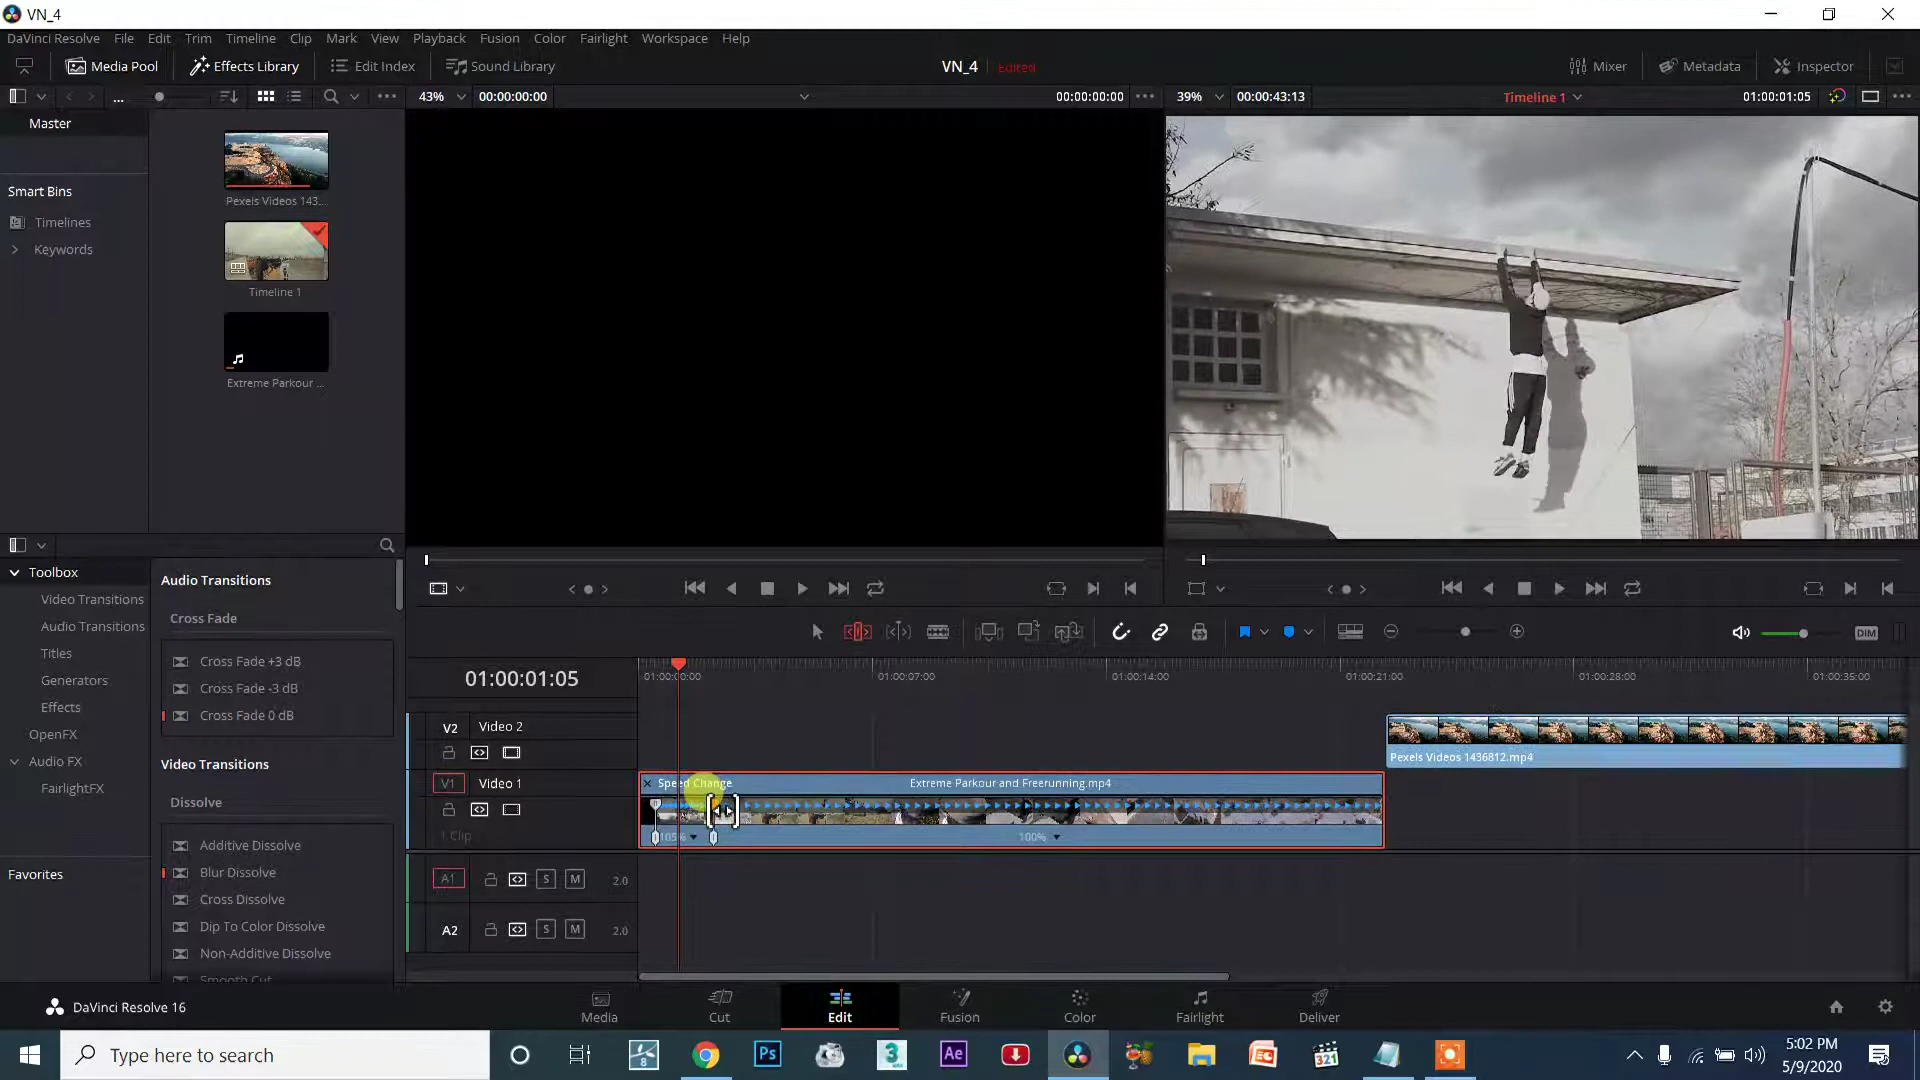 VN_4
DaVinci Resolve File Edit Trim Timeline Clip Mark View Playback Fusion Color Fairlight Workspace Help
Media Pool Effects Library Edit Index Sound Library VN_4 Edited Mixer Metadata Inspector
... 43% 00:00:00:00 00:00:00:00 39% 00:00:43:13 Timeline 1 01:00:01:05
Master
Smart Bins
Timelines
Keywords
Pexels Videos 143...
Timeline 1
Extreme Parkour ...
Toolbox
Video Transitions
Audio Transitions
Titles
Generators
Effects
OpenFX
Audio FX
FairlightFX
Favorites
Audio Transitions
Cross Fade
Cross Fade +3 dB
Cross Fade -3 dB
Cross Fade 0 dB
Video Transitions
Dissolve
Additive Dissolve
Blur Dissolve
Cross Dissolve
Dip To Color Dissolve
Non-Additive Dissolve
Smooth Cut
DIM
01:00:01:05
01:00:00:00 01:00:07:00 01:00:14:00 01:00:21:00 01:00:28:00 01:00:35:00
V2 Video 2
Pexels Videos 1436812.mp4
V1 Video 1
1 Clip
Speed Change Extreme Parkour and Freerunning.mp4
105% 100%
A1 S M 2.0
A2 S M 2.0
DaVinci Resolve 16
Media Cut Edit Fusion Color Fairlight Deliver
Type here to search
8 Ps 3 Ae 321
5:02 PM
5/9/2020